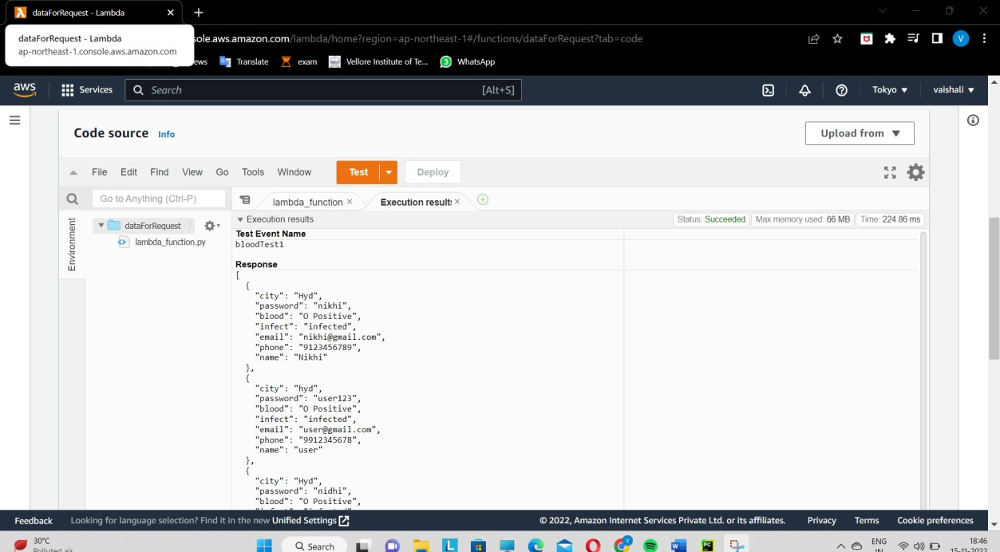 dataForRequest - Lambda
dataForRequest - Lambda
ap-northeast-1.console.aws.amazon.com
sole.aws.amazon.com/lambda/home?region=ap-northeast-1#/functions/dataForRequest?tab=code
V
ews Translate exam Vellore Institute of Te... 3 WhatsApp
aws Services Search [Alt+S] Tokyo ▼ vaishali ▼
Code source Info Upload from ▼
File Edit Find View Go Tools Window Test Deploy
Go to Anything (Ctrl-P) lambda_function × Execution result: ×
Environment
dataForRequest /
lambda_function.py
▼ Execution results Status: Succeeded Max memory used: 66 MB Time: 224.86 ms
Test Event Name
bloodTest1
Response
[
{
"city": "Hyd",
"password": "nikhi",
"blood": "O Positive",
"infect": "infected",
"email": "nikhi@gmail.com",
"phone": "9123456789",
"name": "Nikhi"
},
{
"city": "hyd",
"password": "user123",
"blood": "O Positive",
"infect": "infected",
"email": "user@gmail.com",
"phone": "9912345678",
"name": "user"
},
{
"city": "Hyd",
"password": "nidhi",
"blood": "O Positive",
Feedback Looking for language selection? Find it in the new Unified Settings © 2022, Amazon Internet Services Private Ltd. or its affiliates. Privacy Terms Cookie preferences
30°C
Polluted air
Search
ENG
IN
18:46
15-11-2022